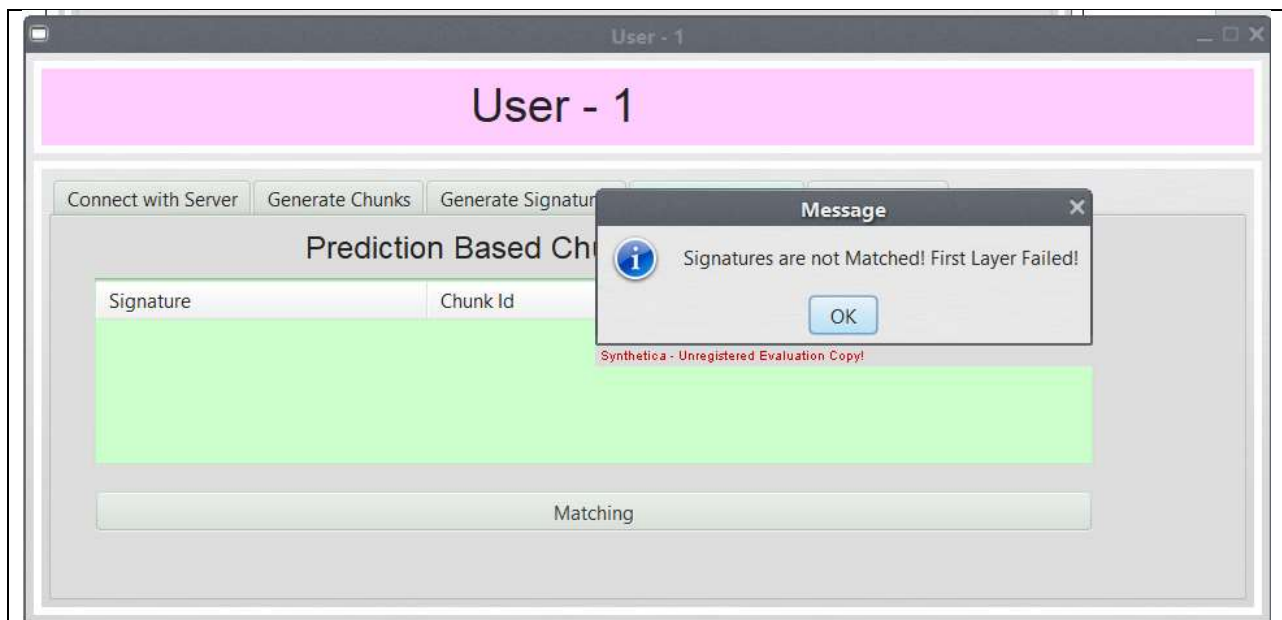 User - 1
User - 1
Connect with Server Generate Chunks Generate Signatur
Message
Prediction Based Ch
Signatures are not Matched! First Layer Failed!
Signature Chunk Id
OK
Synthetica - Unregistered Evaluation Copy!
Matching